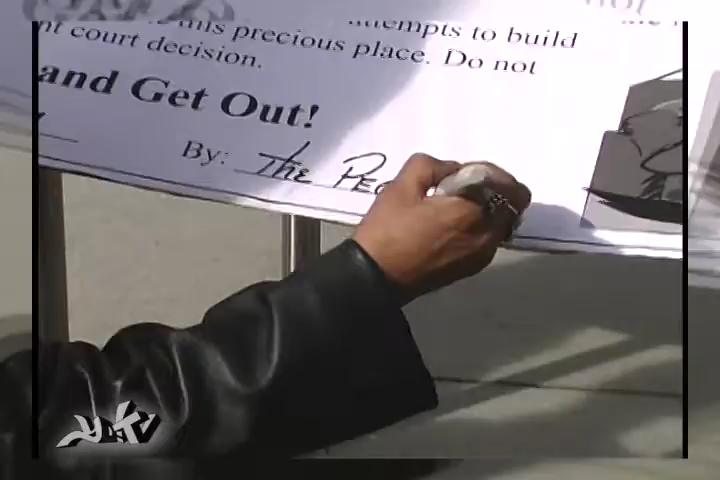 this precious place. Do not
attempts to build
nt court decision.
and Get Out!
By: THE PEO